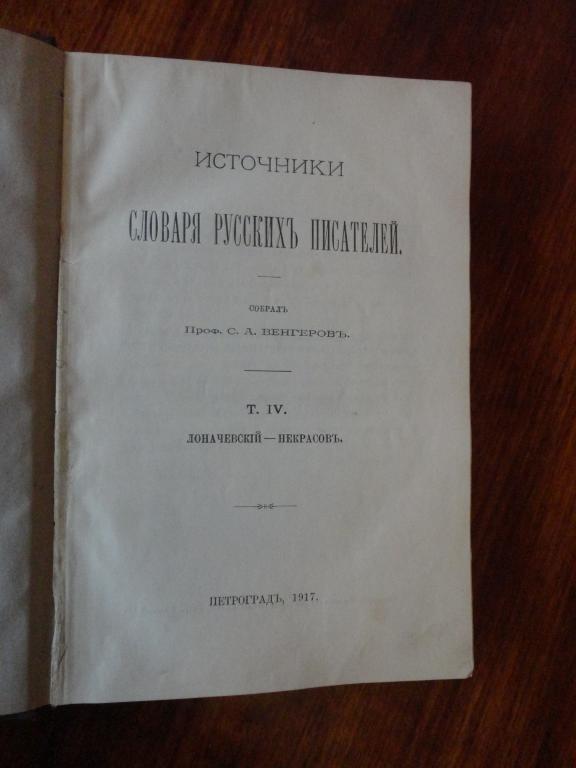 ИСТОЧНИКИ
СЛОВАРЯ РУССКИХЪ ПИСАТЕЛЕЙ.
СОБРАЛЪ
Проф. С. А. ВЕНГЕРОВЪ.
Т. IV.
ЛОНАЧЕВСКІЙ — НЕКРАСОВЪ.
ПЕТРОГРАДЪ, 1917.